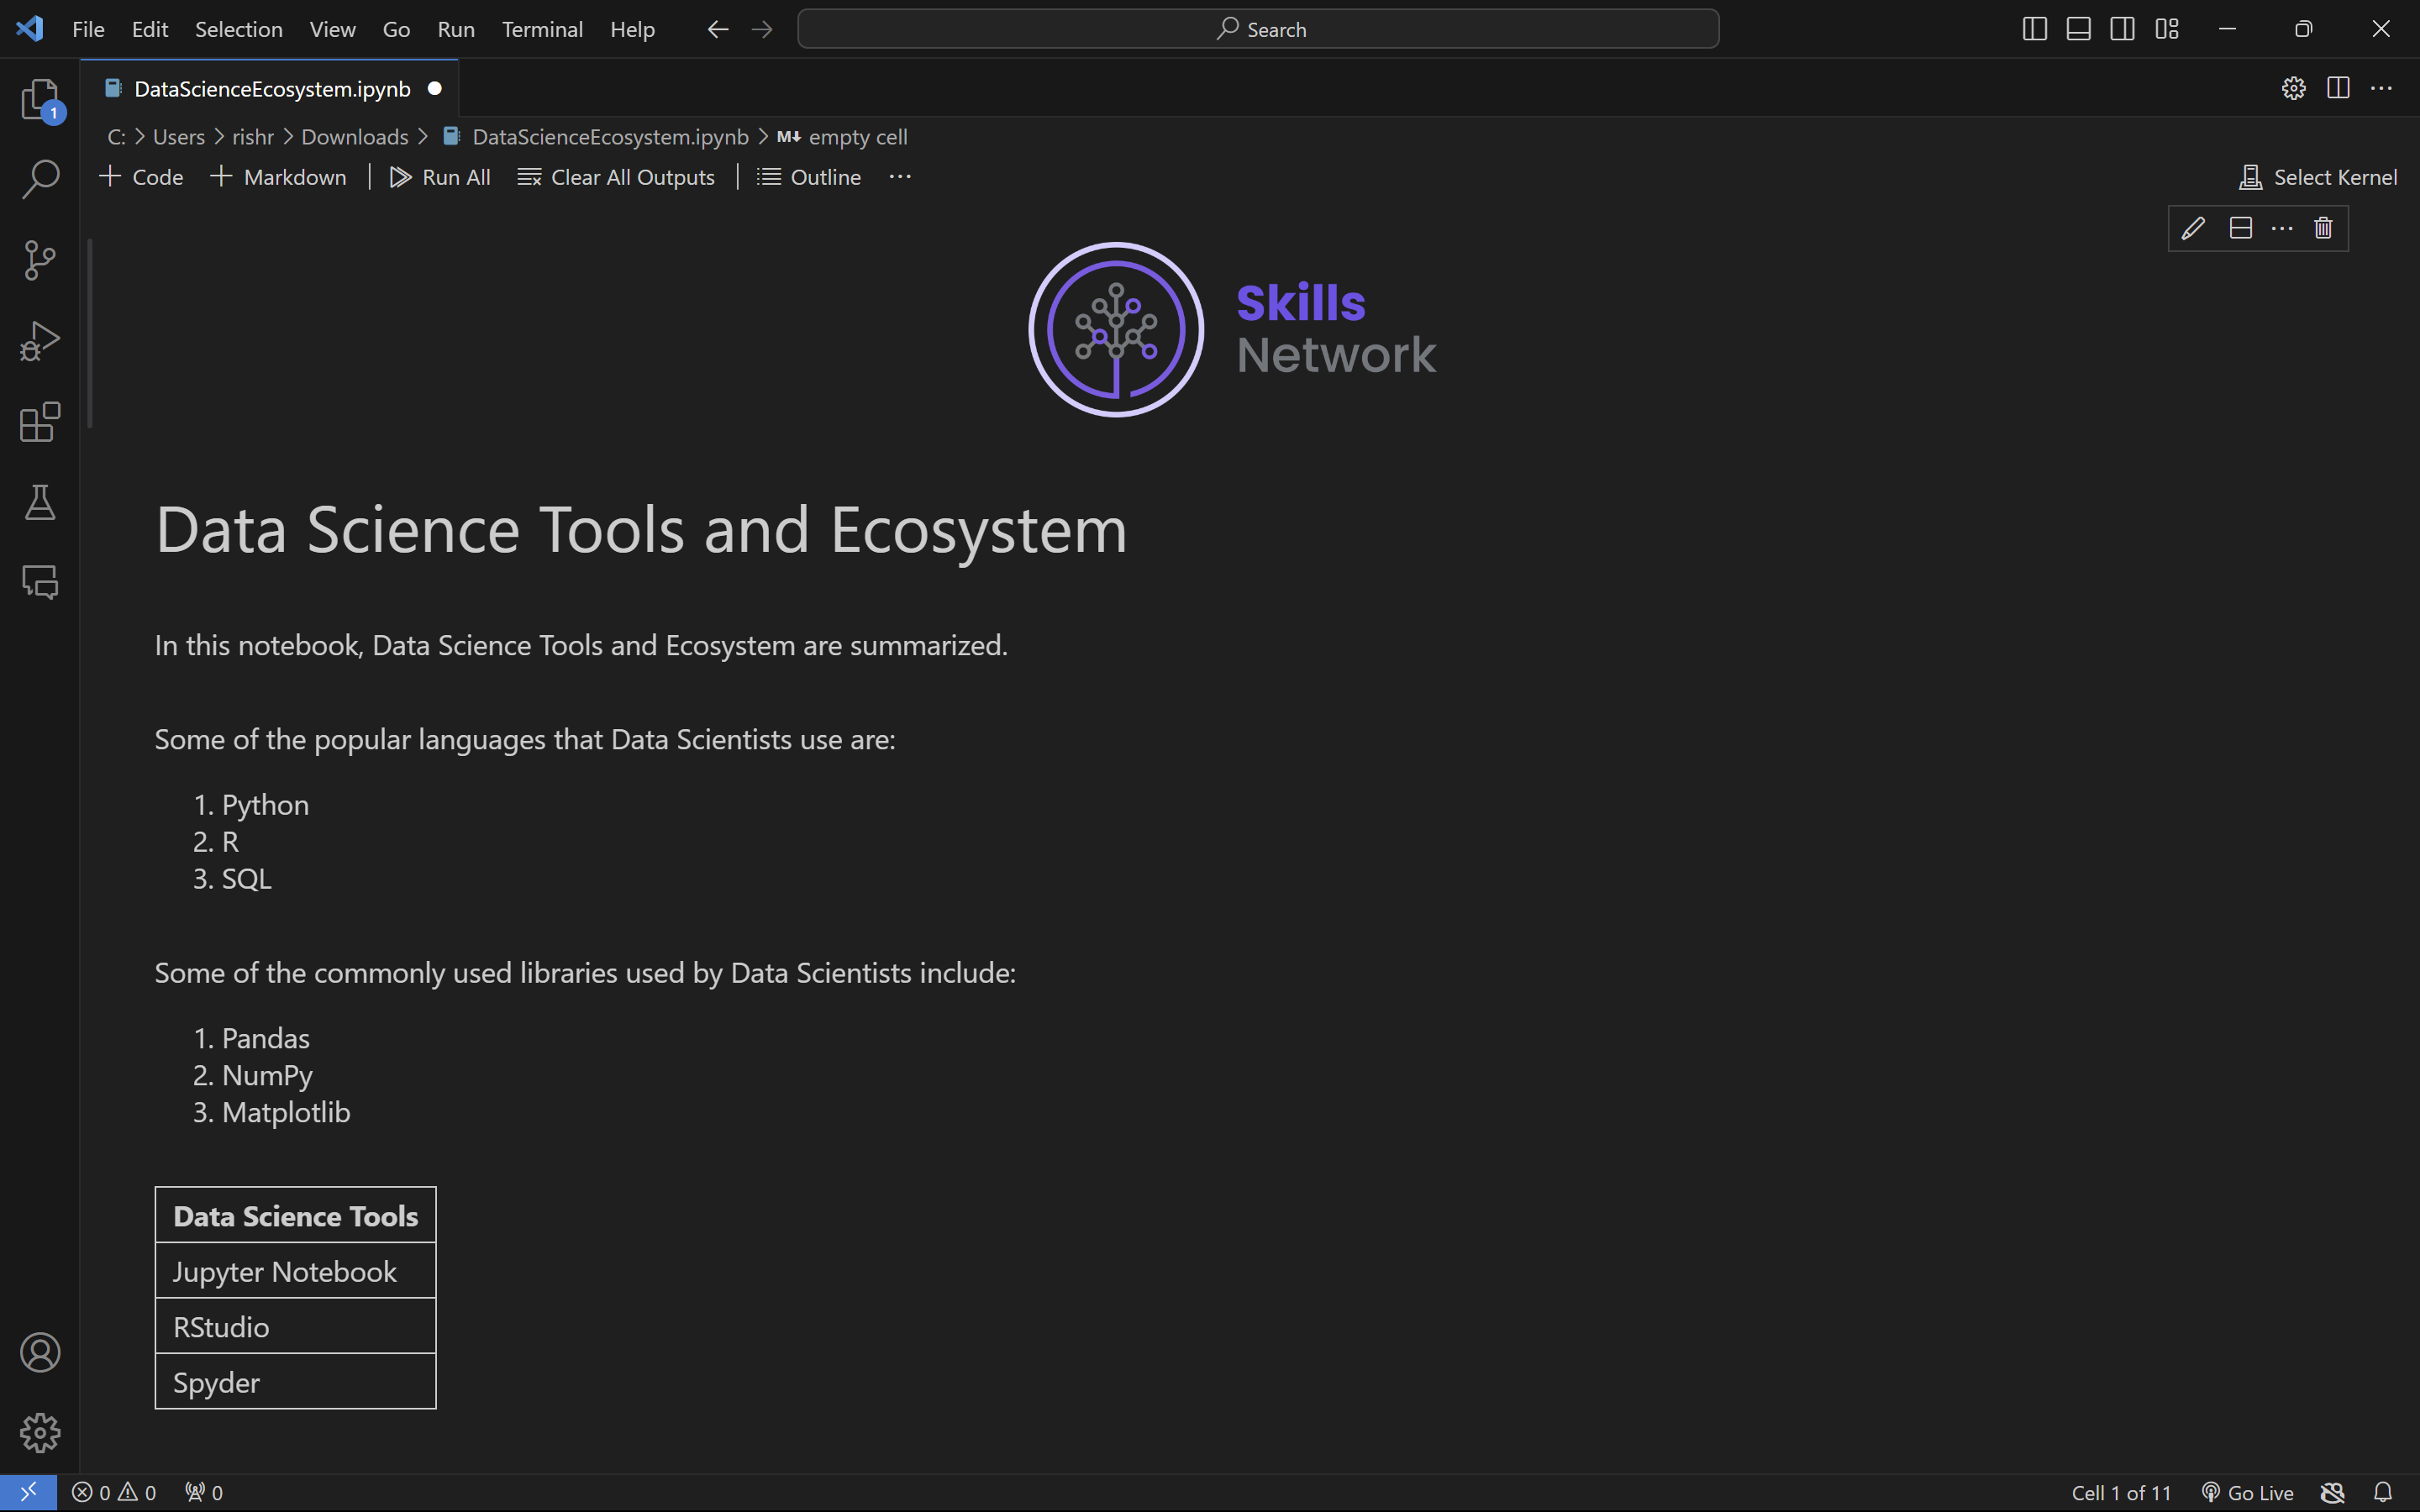 File Edit Selection View Go Run Terminal Help Search
DataScienceEcosystem.ipynb
1
C: > Users > rishr > Downloads > DataScienceEcosystem.ipynb > M↓ empty cell
+ Code + Markdown | Run All Clear All Outputs | Outline ... Select Kernel
Skills
Network
Data Science Tools and Ecosystem
In this notebook, Data Science Tools and Ecosystem are summarized.
Some of the popular languages that Data Scientists use are:
1. Python
2. R
3. SQL
Some of the commonly used libraries used by Data Scientists include:
1. Pandas
2. NumPy
3. Matplotlib
Data Science Tools
Jupyter Notebook
RStudio
Spyder
0 0 0 Cell 1 of 11 Go Live